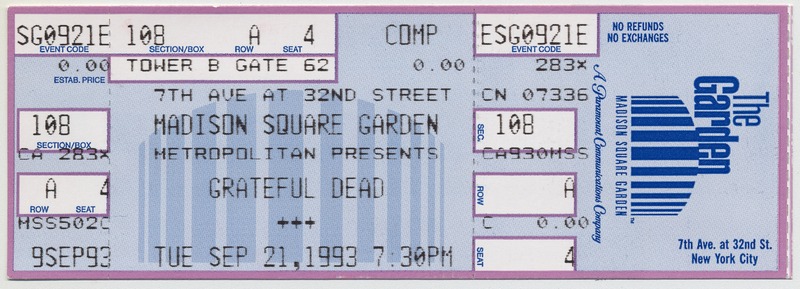 SG0921E 108 A 4 COMP ESG0921E
EVENT CODE SECTION/BOX ROW SEAT EVENT CODE
0.00 TOWER B GATE 62 0.00 283X
ESTAB. PRICE
7TH AVE AT 32ND STREET CN 07336
108 MADISON SQUARE GARDEN SEC. 108
SECTION/BOX
CA 283X METROPOLITAN PRESENTS CA930MSS
A 4 GRATEFUL DEAD ROW A
ROW SEAT
MSS502C +++ C 0.00
9SEP93 TUE SEP 21,1993 7:30PM SEAT 4
NO REFUNDS
NO EXCHANGES
A Paramount Communications Company
MADISON SQUARE GARDEN
The
Garden
TM
7th Ave. at 32nd St.
New York City